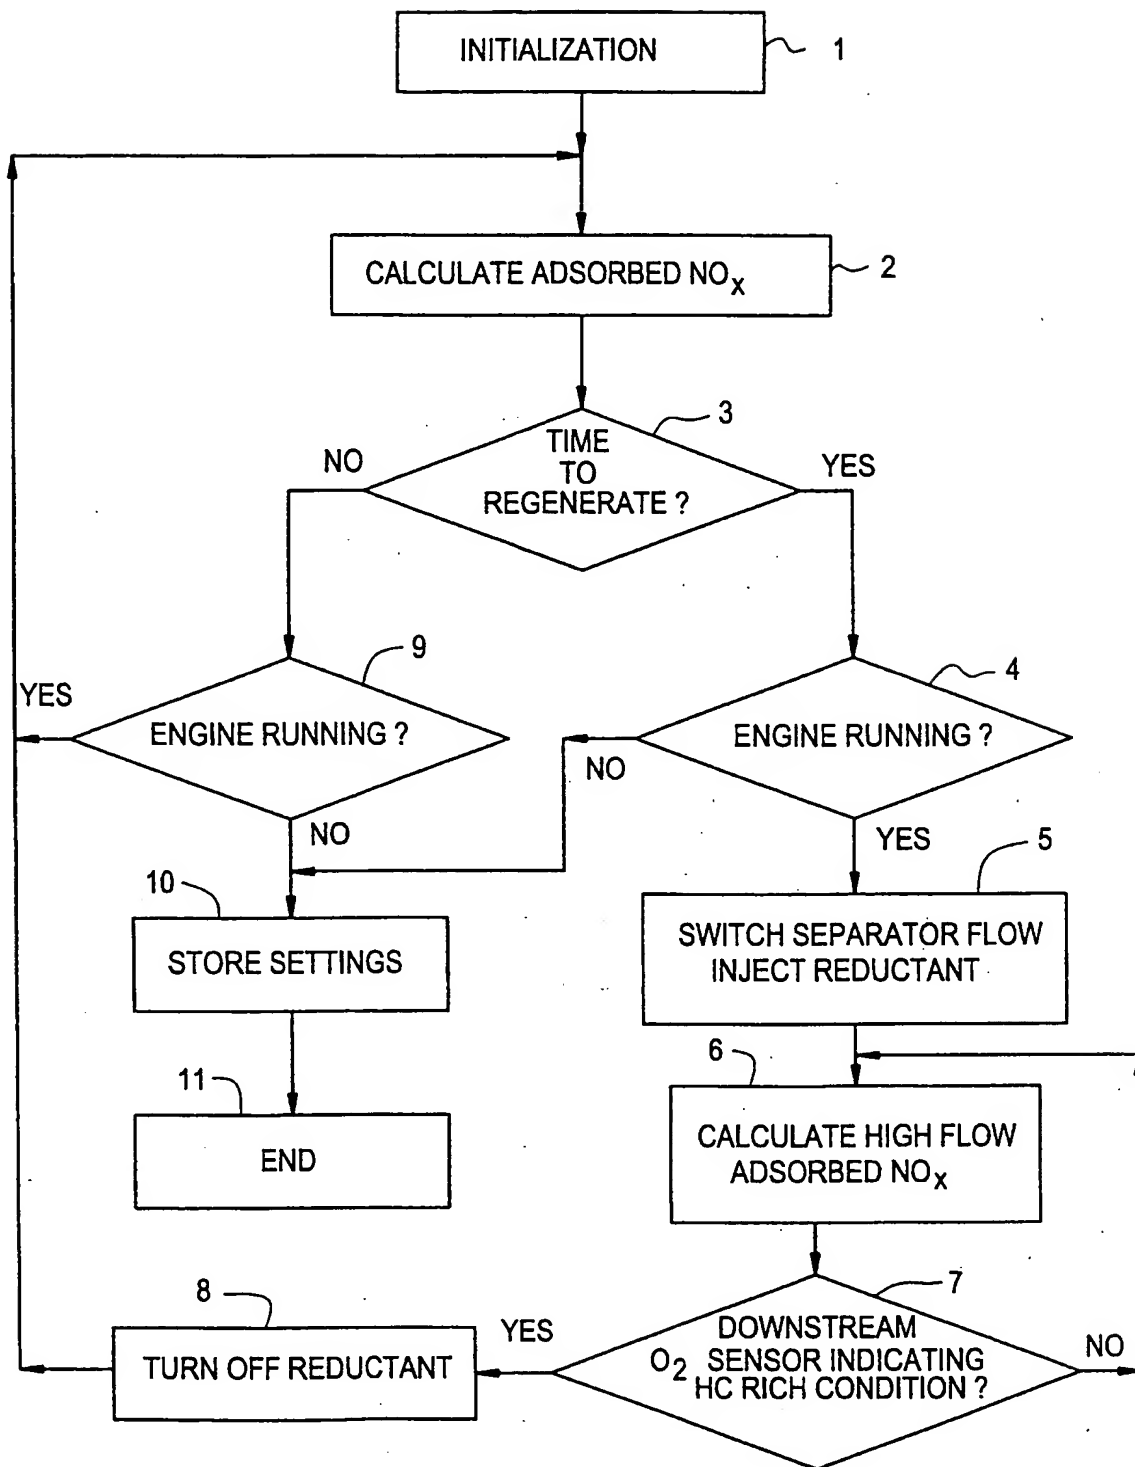 INITIALIZATION
1
CALCULATE ADSORBED NOx
2
3
TIME
TO
REGENERATE ?
NO
YES
9
4
YES
ENGINE RUNNING ?
ENGINE RUNNING ?
NO
NO
YES
10
5
STORE SETTINGS
SWITCH SEPARATOR FLOW
INJECT REDUCTANT
6
11
CALCULATE HIGH FLOW
ADSORBED NOx
END
7
8
YES
DOWNSTREAM
O2 SENSOR INDICATING
HC RICH CONDITION ?
NO
TURN OFF REDUCTANT